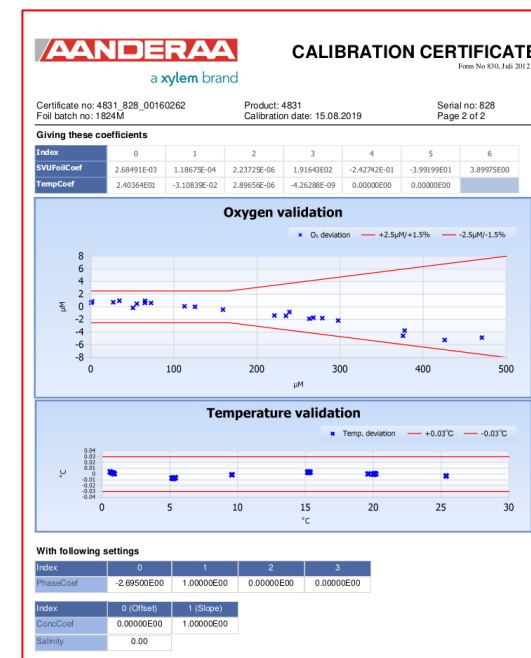 AANDERAA
a xylem brand
CALIBRATION CERTIFICATE
Form No 830, Juli 2012
Certificate no: 4831_828_00160262 Product: 4831 Serial no: 828
Foil batch no: 1824M Calibration date: 15.08.2019 Page 2 of 2
Giving these coefficients
Index 0 1 2 3 4 5 6
SVUFoilCoef 2.68491E-03 1.18675E-04 2.23725E-06 1.91643E02 -2.42742E-01 -3.99199E01 3.89975E00
TempCoef 2.40364E01 -3.10839E-02 2.89656E-06 -4.26288E-09 0.00000E00 0.00000E00
Oxygen validation
O₂ deviation +2.5µM/+1.5% -2.5µM/-1.5%
8
6
4
2
0
-2
-4
-6
-8
µM
0 100 200 300 400 500
µM
Temperature validation
Temp. deviation +0.03°C -0.03°C
0.04
0.03
0.02
0.01
0
-0.01
-0.02
-0.03
-0.04
°C
0 5 10 15 20 25 30
°C
With following settings
Index 0 1 2 3
PhaseCoef -2.69500E00 1.00000E00 0.00000E00 0.00000E00
Index 0 (Offset) 1 (Slope)
ConcCoef 0.00000E00 1.00000E00
Salinity 0.00